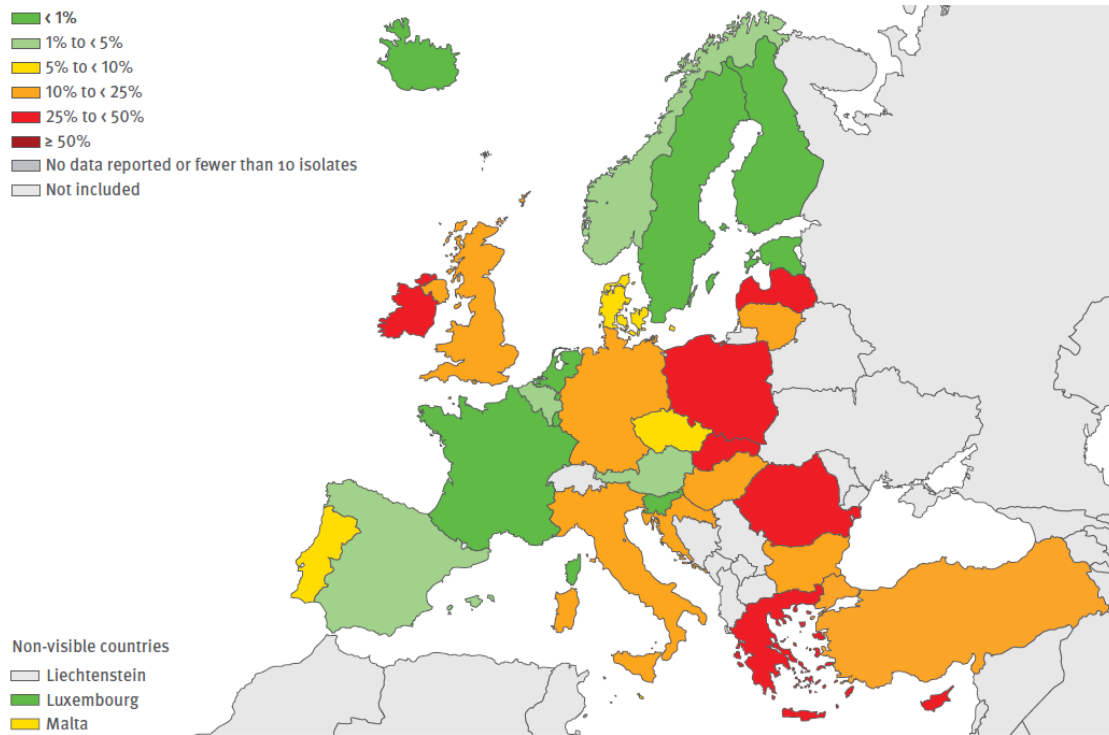 < 1%
1% to < 5%
5% to < 10%
10% to < 25%
25% to < 50%
≥ 50%
No data reported or fewer than 10 isolates
Not included
Non-visible countries
Liechtenstein
Luxembourg
Malta